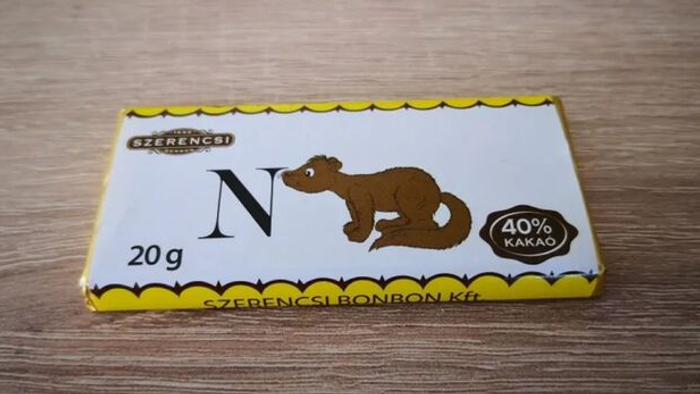 SZERENCSI
N
20 g
40%
KAKAÓ
SZERENCSI BONBON Kft